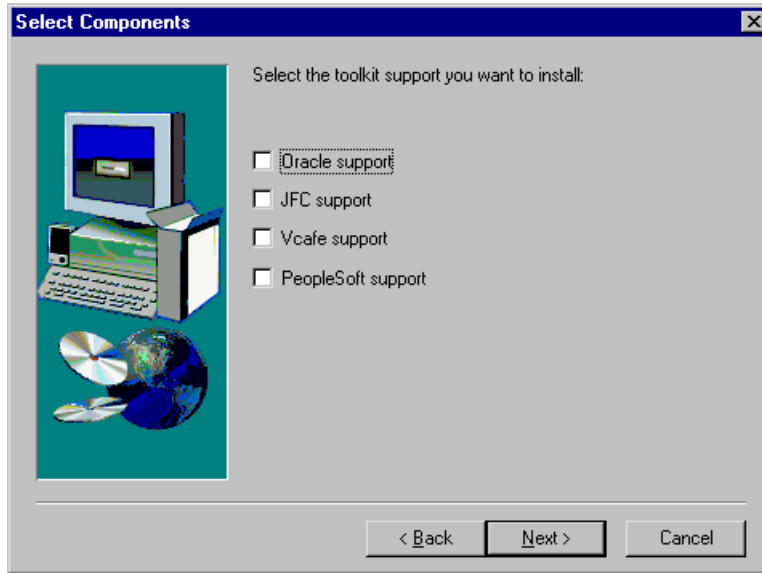 Select Components
Select the toolkit support you want to install:
Oracle support
JFC support
Vcafe support
PeopleSoft support
< Back
Next >
Cancel